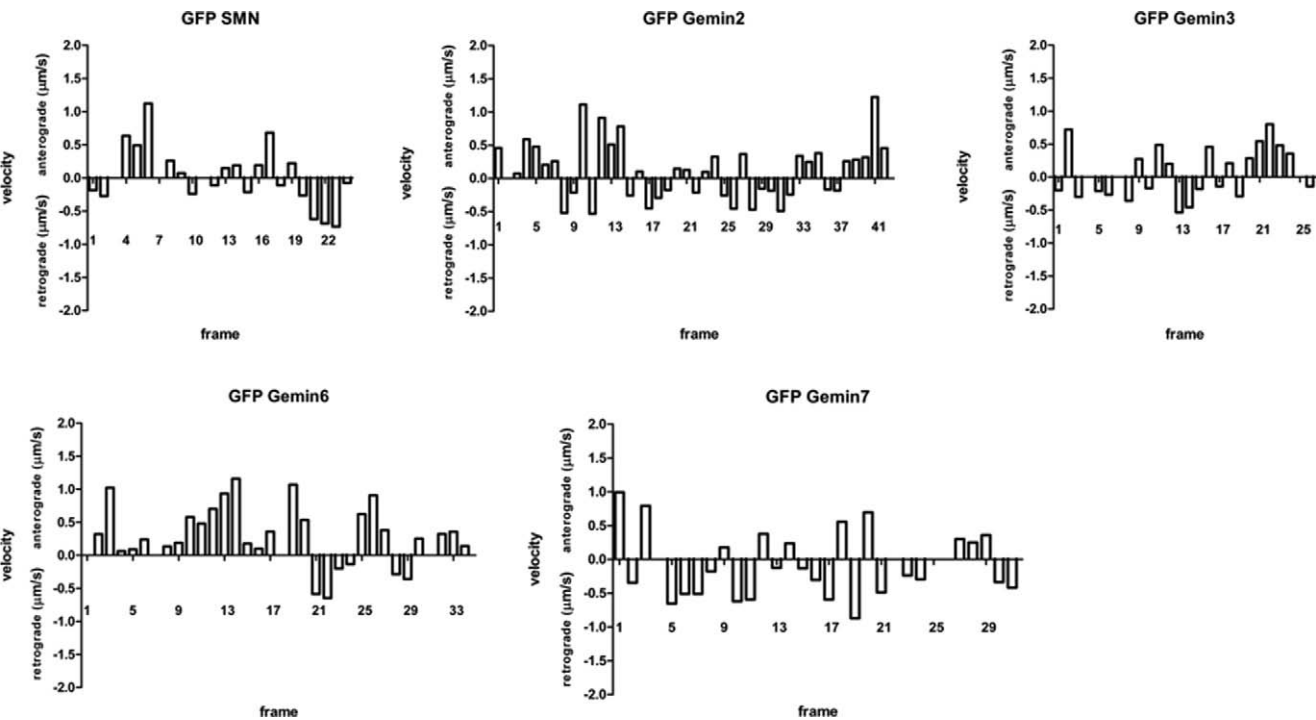 GFP SMN
velocity
retrograde (μm/s) anterograde (μm/s)
2.0
1.5
1.0
0.5
0.0
-0.5
-1.0
-1.5
-2.0
1 4 7 10 13 16 19 22
frame
GFP Gemin2
velocity
retrograde (μm/s) anterograde (μm/s)
2.0
1.5
1.0
0.5
0.0
-0.5
-1.0
-1.5
-2.0
1 5 9 13 17 21 25 29 33 37 41
frame
GFP Gemin3
velocity
retrograde (μm/s) anterograde (μm/s)
2.0
1.5
1.0
0.5
0.0
-0.5
-1.0
-1.5
-2.0
1 5 9 13 17 21 25
frame
GFP Gemin6
velocity
retrograde (μm/s) anterograde (μm/s)
2.0
1.5
1.0
0.5
0.0
-0.5
-1.0
-1.5
-2.0
1 5 9 13 17 21 25 29 33
frame
GFP Gemin7
velocity
retrograde (μm/s) anterograde (μm/s)
2.0
1.5
1.0
0.5
0.0
-0.5
-1.0
-1.5
-2.0
1 5 9 13 17 21 25 29
frame